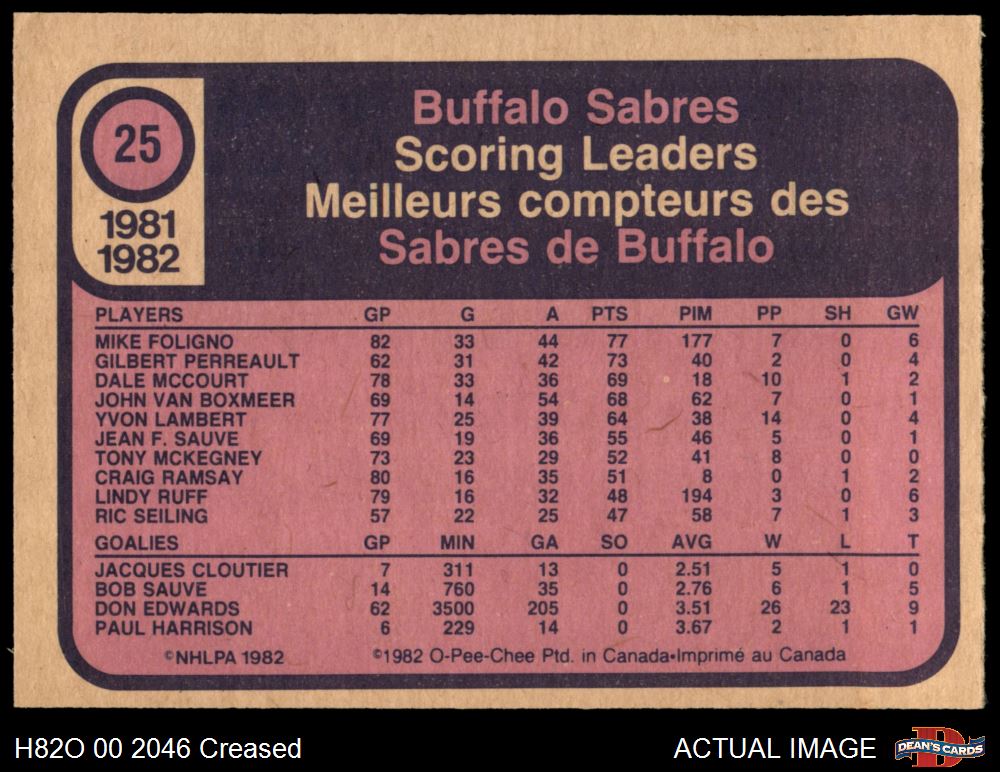 25
1981
1982
Buffalo Sabres
Scoring Leaders
Meilleurs compteurs des
Sabres de Buffalo
PLAYERS GP G A PTS PIM PP SH GW
MIKE FOLIGNO 82 33 44 77 177 7 0 6
GILBERT PERREAULT 62 31 42 73 40 2 0 4
DALE MCCOURT 78 33 36 69 18 10 1 2
JOHN VAN BOXMEER 69 14 54 68 62 7 0 1
YVON LAMBERT 77 25 39 64 38 14 0 4
JEAN F. SAUVE 69 19 36 55 46 5 0 1
TONY MCKEGNEY 73 23 29 52 41 8 0 0
CRAIG RAMSAY 80 16 35 51 8 0 1 2
LINDY RUFF 79 16 32 48 194 3 0 6
RIC SEILING 57 22 25 47 58 7 1 3
GOALIES GP MIN GA SO AVG W L T
JACQUES CLOUTIER 7 311 13 0 2.51 5 1 0
BOB SAUVE 14 760 35 0 2.76 6 1 5
DON EDWARDS 62 3500 205 0 3.51 26 23 9
PAUL HARRISON 6 229 14 0 3.67 2 1 1
©NHLPA 1982 ©1982 O-Pee-Chee Ptd. in Canada•Imprimé au Canada
H82O 00 2046 Creased ACTUAL IMAGE DEAN'S CARDS